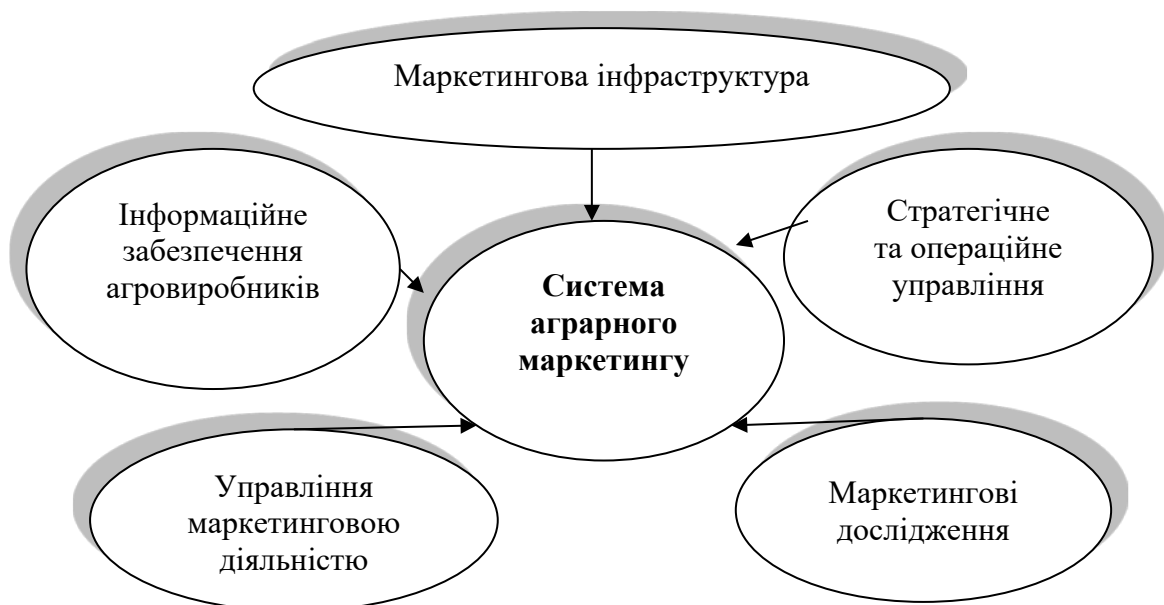 Маркетингова інфраструктура
Інформаційне
забезпечення
агровиробників
Стратегічне
та операційне
управління
Система
аграрного
маркетингу
Управління
маркетинговою
діяльністю
Маркетингові
дослідження